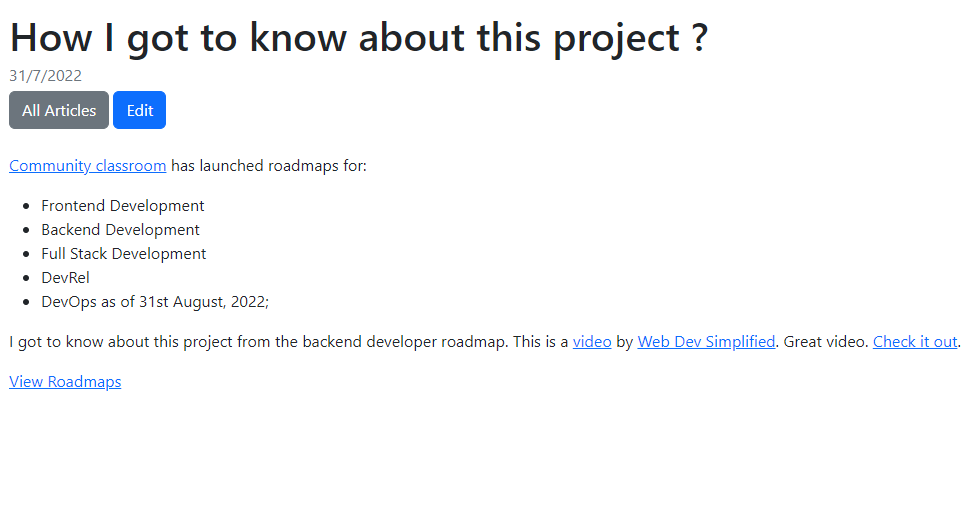 How I got to know about this project ?
31/7/2022
All Articles Edit
Community classroom has launched roadmaps for:
• Frontend Development
• Backend Development
• Full Stack Development
• DevRel
• DevOps as of 31st August, 2022;
I got to know about this project from the backend developer roadmap. This is a video by Web Dev Simplified. Great video. Check it out.
View Roadmaps